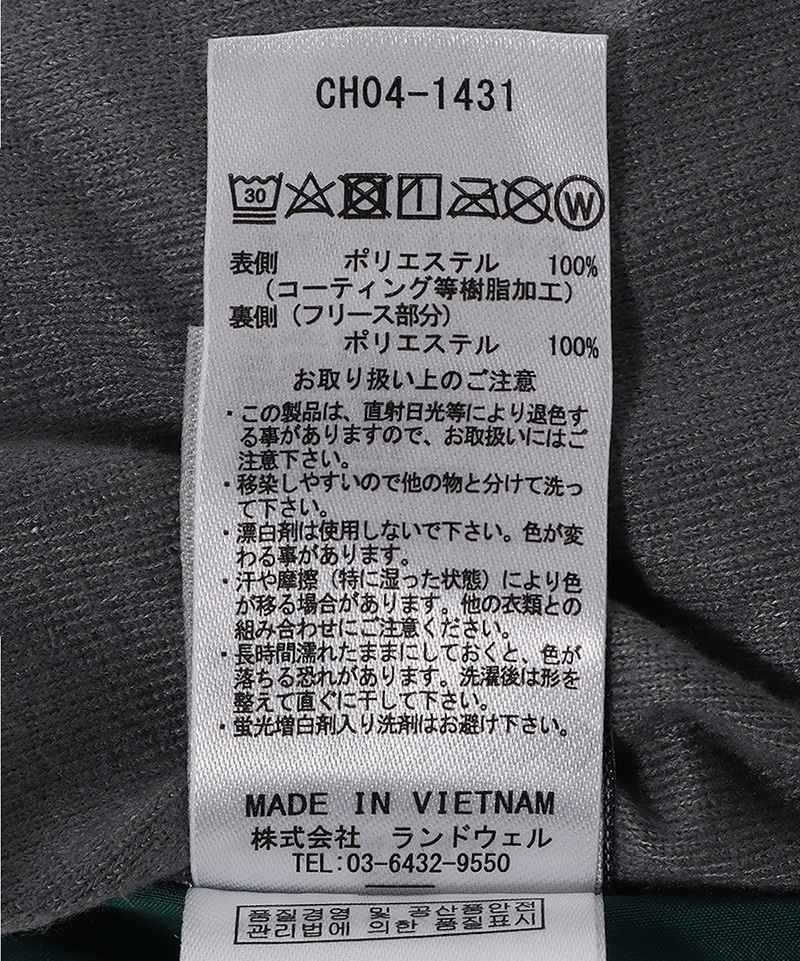 CH04-1431
30 W
表側 ポリエステル 100%
(コーティング等樹脂加工)
裏側(フリース部分)
ポリエステル 100%
お取り扱い上のご注意
・この製品は、直射日光等により退色す
る事がありますので、お取扱いにはご
注意下さい。
・移染しやすいので他の物と分けて洗っ
て下さい。
・漂白剤は使用しないで下さい。色が変
わる事があります。
・汗や摩擦(特に湿った状態)により色
が移る場合があります。他の衣類との
組み合わせにご注意ください。
・長時間濡れたままにしておくと、色が
落ちる恐れがあります。洗濯後は形を
整えて直ぐに干して下さい。
・蛍光増白剤入り洗剤はお避け下さい。
MADE IN VIETNAM
株式会社 ランドウェル
TEL:03-6432-9550
품질경영 및 공산품안전
관리법에 의한 품질표시